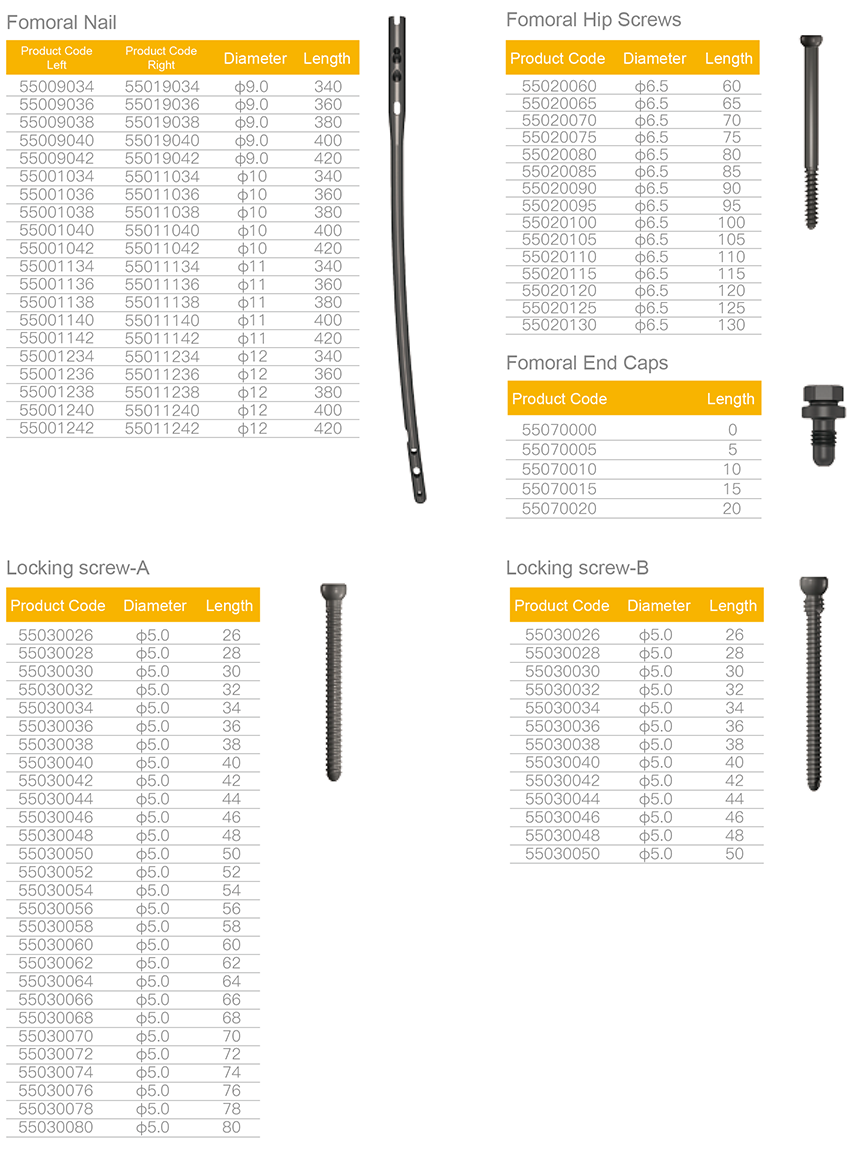 Fomoral Nail
Product Code Left Product Code Right Diameter Length
55009034 55019034 φ9.0 340
55009036 55019036 φ9.0 360
55009038 55019038 φ9.0 380
55009040 55019040 φ9.0 400
55009042 55019042 φ9.0 420
55001034 55011034 φ10 340
55001036 55011036 φ10 360
55001038 55011038 φ10 380
55001040 55011040 φ10 400
55001042 55011042 φ10 420
55001134 55011134 φ11 340
55001136 55011136 φ11 360
55001138 55011138 φ11 380
55001140 55011140 φ11 400
55001142 55011142 φ11 420
55001234 55011234 φ12 340
55001236 55011236 φ12 360
55001238 55011238 φ12 380
55001240 55011240 φ12 400
55001242 55011242 φ12 420
Fomoral Hip Screws
Product Code Diameter Length
55020060 φ6.5 60
55020065 φ6.5 65
55020070 φ6.5 70
55020075 φ6.5 75
55020080 φ6.5 80
55020085 φ6.5 85
55020090 φ6.5 90
55020095 φ6.5 95
55020100 φ6.5 100
55020105 φ6.5 105
55020110 φ6.5 110
55020115 φ6.5 115
55020120 φ6.5 120
55020125 φ6.5 125
55020130 φ6.5 130
Fomoral End Caps
Product Code Length
55070000 0
55070005 5
55070010 10
55070015 15
55070020 20
Locking screw-A
Product Code Diameter Length
55030026 φ5.0 26
55030028 φ5.0 28
55030030 φ5.0 30
55030032 φ5.0 32
55030034 φ5.0 34
55030036 φ5.0 36
55030038 φ5.0 38
55030040 φ5.0 40
55030042 φ5.0 42
55030044 φ5.0 44
55030046 φ5.0 46
55030048 φ5.0 48
55030050 φ5.0 50
55030052 φ5.0 52
55030054 φ5.0 54
55030056 φ5.0 56
55030058 φ5.0 58
55030060 φ5.0 60
55030062 φ5.0 62
55030064 φ5.0 64
55030066 φ5.0 66
55030068 φ5.0 68
55030070 φ5.0 70
55030072 φ5.0 72
55030074 φ5.0 74
55030076 φ5.0 76
55030078 φ5.0 78
55030080 φ5.0 80
Locking screw-B
Product Code Diameter Length
55030026 φ5.0 26
55030028 φ5.0 28
55030030 φ5.0 30
55030032 φ5.0 32
55030034 φ5.0 34
55030036 φ5.0 36
55030038 φ5.0 38
55030040 φ5.0 40
55030042 φ5.0 42
55030044 φ5.0 44
55030046 φ5.0 46
55030048 φ5.0 48
55030050 φ5.0 50